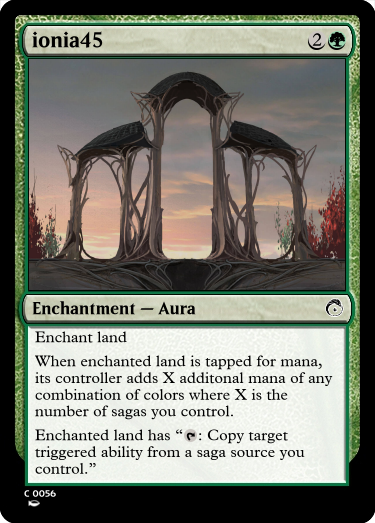 ionia45 2
Enchantment — Aura
Enchant land
When enchanted land is tapped for mana,
its controller adds X additonal mana of any
combination of colors where X is the
number of sagas you control.
Enchanted land has “: Copy target
triggered ability from a saga source you
control.”
C 0056